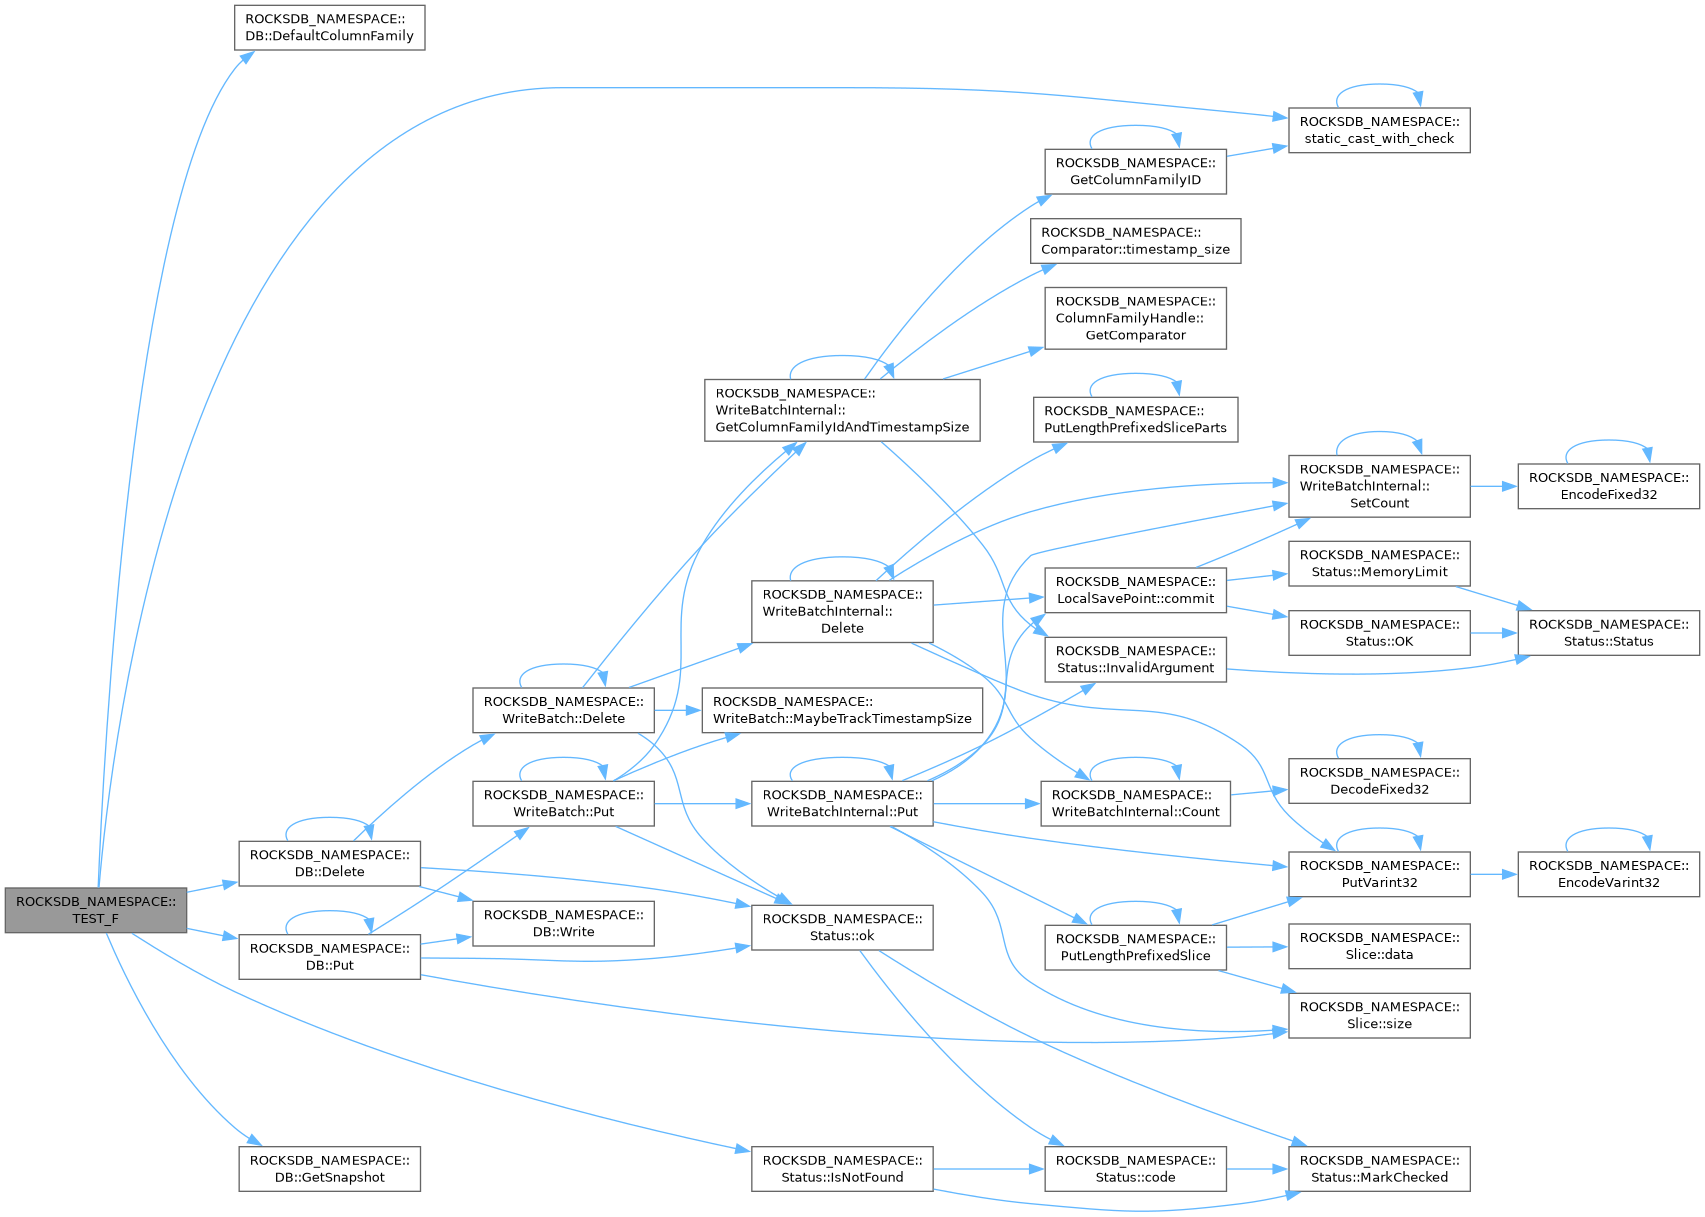 ROCKSDB_NAMESPACE::
TEST_F
ROCKSDB_NAMESPACE::
DB::DefaultColumnFamily
ROCKSDB_NAMESPACE::
DB::Delete
ROCKSDB_NAMESPACE::
DB::Put
ROCKSDB_NAMESPACE::
DB::GetSnapshot
ROCKSDB_NAMESPACE::
WriteBatch::Delete
ROCKSDB_NAMESPACE::
WriteBatch::Put
ROCKSDB_NAMESPACE::
DB::Write
ROCKSDB_NAMESPACE::
WriteBatchInternal::
GetColumnFamilyIdAndTimestampSize
ROCKSDB_NAMESPACE::
WriteBatchInternal::
Delete
ROCKSDB_NAMESPACE::
WriteBatch::MaybeTrackTimestampSize
ROCKSDB_NAMESPACE::
WriteBatchInternal::Put
ROCKSDB_NAMESPACE::
Status::ok
ROCKSDB_NAMESPACE::
Status::IsNotFound
ROCKSDB_NAMESPACE::
GetColumnFamilyID
ROCKSDB_NAMESPACE::
Comparator::timestamp_size
ROCKSDB_NAMESPACE::
ColumnFamilyHandle::
GetComparator
ROCKSDB_NAMESPACE::
PutLengthPrefixedSliceParts
ROCKSDB_NAMESPACE::
LocalSavePoint::commit
ROCKSDB_NAMESPACE::
Status::InvalidArgument
ROCKSDB_NAMESPACE::
WriteBatchInternal::Count
ROCKSDB_NAMESPACE::
PutLengthPrefixedSlice
ROCKSDB_NAMESPACE::
Status::code
ROCKSDB_NAMESPACE::
static_cast_with_check
ROCKSDB_NAMESPACE::
WriteBatchInternal::
SetCount
ROCKSDB_NAMESPACE::
Status::MemoryLimit
ROCKSDB_NAMESPACE::
Status::OK
ROCKSDB_NAMESPACE::
DecodeFixed32
ROCKSDB_NAMESPACE::
PutVarint32
ROCKSDB_NAMESPACE::
Slice::data
ROCKSDB_NAMESPACE::
Slice::size
ROCKSDB_NAMESPACE::
Status::MarkChecked
ROCKSDB_NAMESPACE::
EncodeFixed32
ROCKSDB_NAMESPACE::
Status::Status
ROCKSDB_NAMESPACE::
EncodeVarint32